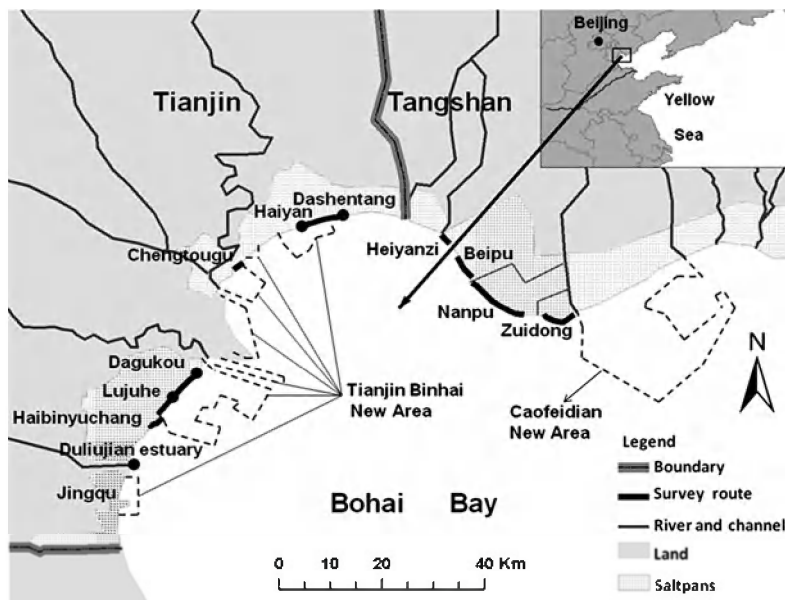 Beijing
Yellow
Sea
Tianjin
Tangshan
Dashentang
Haiyan
Chengtougu
Heiyanzi
Beipu
Nanpu
Zuidong
Dagukou
Lujuhe
Haibinyuchang
Duliujian estuary
Jingqu
Tianjin Binhai
New Area
Caofeidian
New Area
N
Bohai Bay
Legend
Boundary
Survey route
River and channel
Land
Saltpans
0 10 20 40 Km